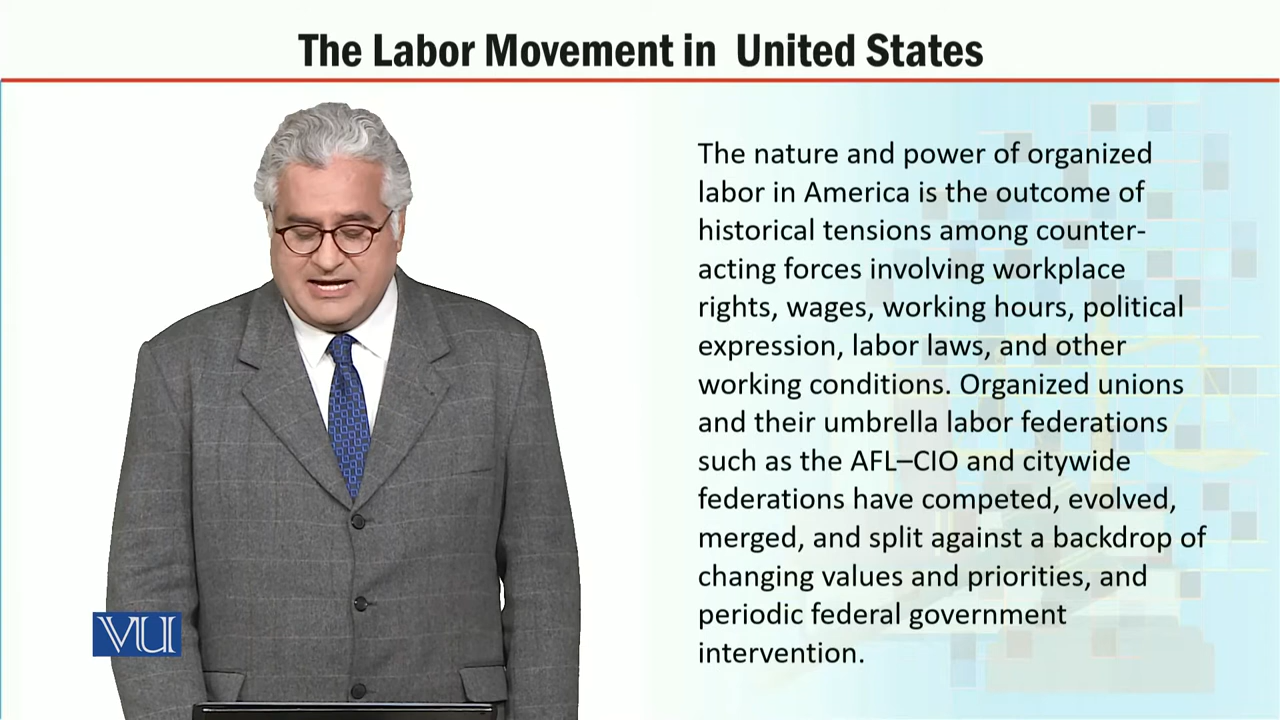 The Labor Movement in United States
The nature and power of organized
labor in America is the outcome of
historical tensions among counter-
acting forces involving workplace
rights, wages, working hours, political
expression, labor laws, and other
working conditions. Organized unions
and their umbrella labor federations
such as the AFL–CIO and citywide
federations have competed, evolved,
merged, and split against a backdrop of
changing values and priorities, and
periodic federal government
intervention.
VU